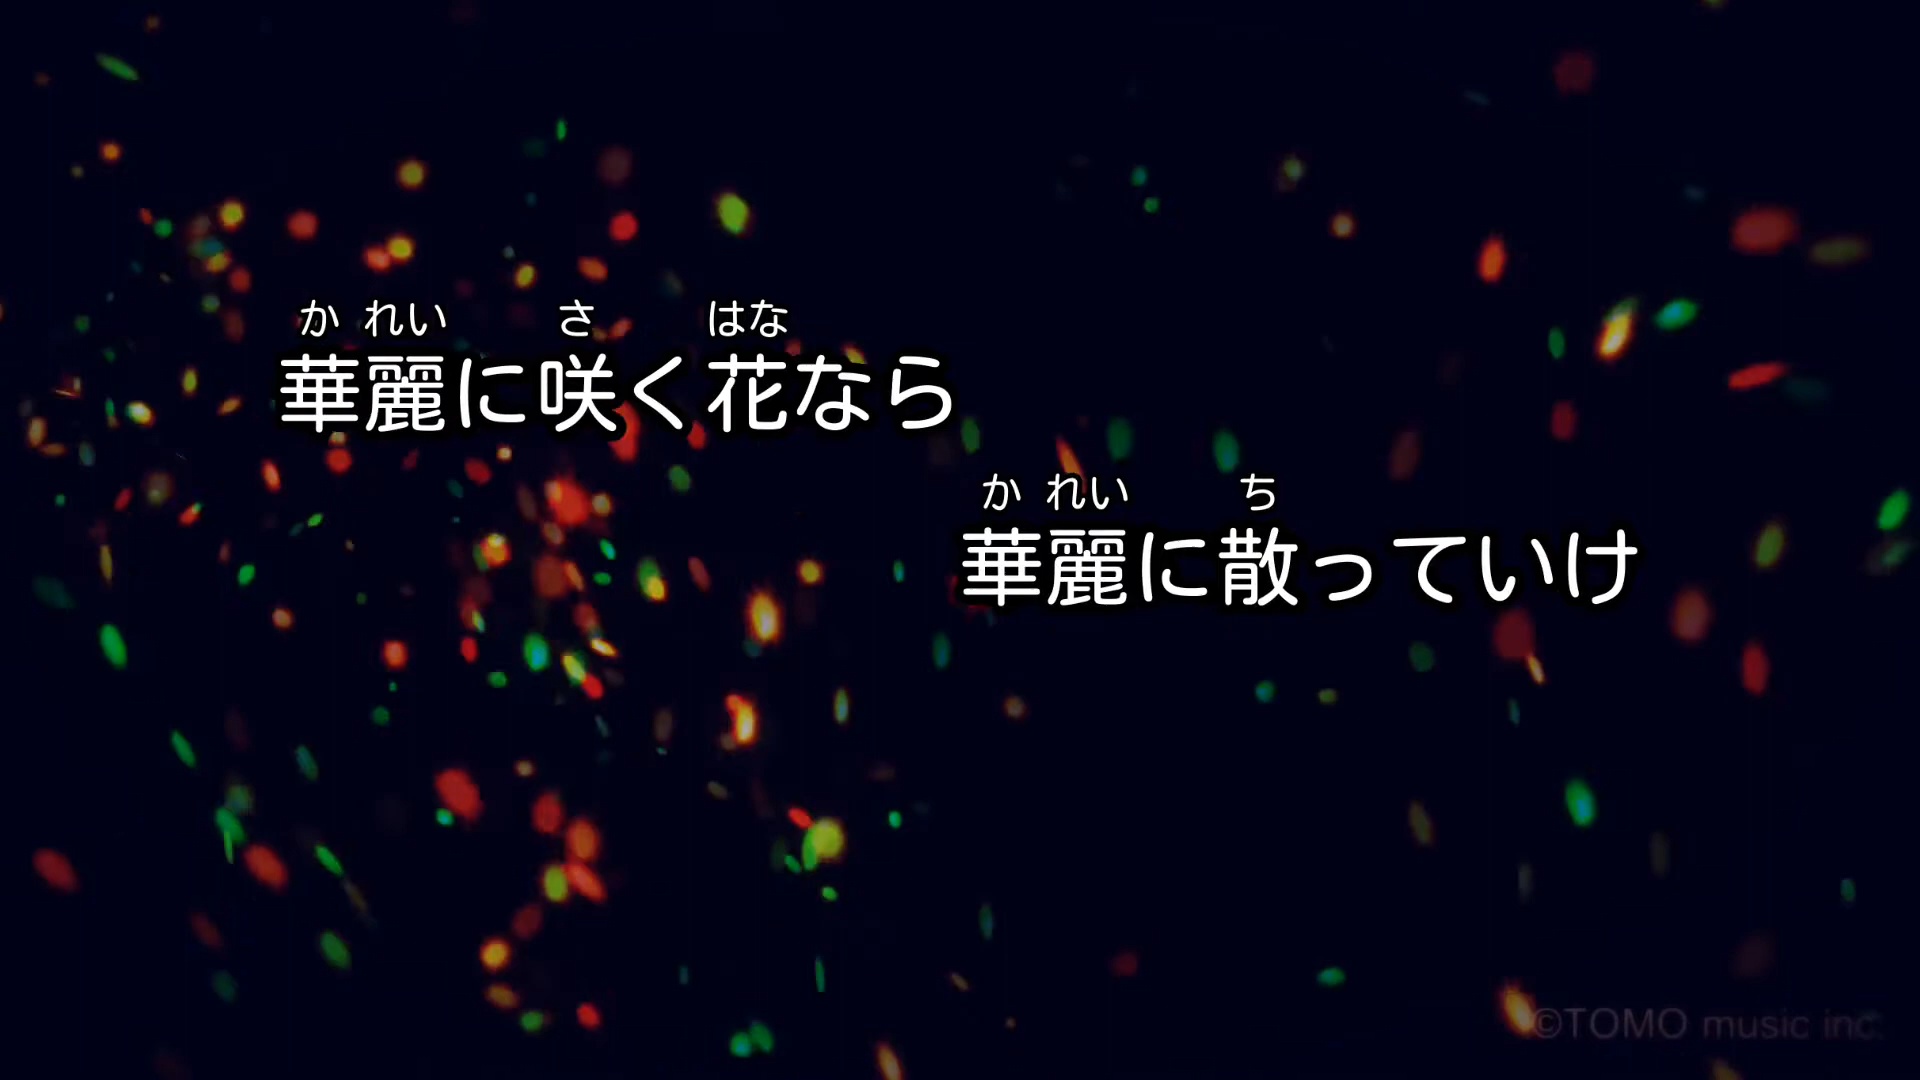 か れい さ はな
華麗に咲く花なら
か れい ち
華麗に散っていけ
©TOMO music inc.